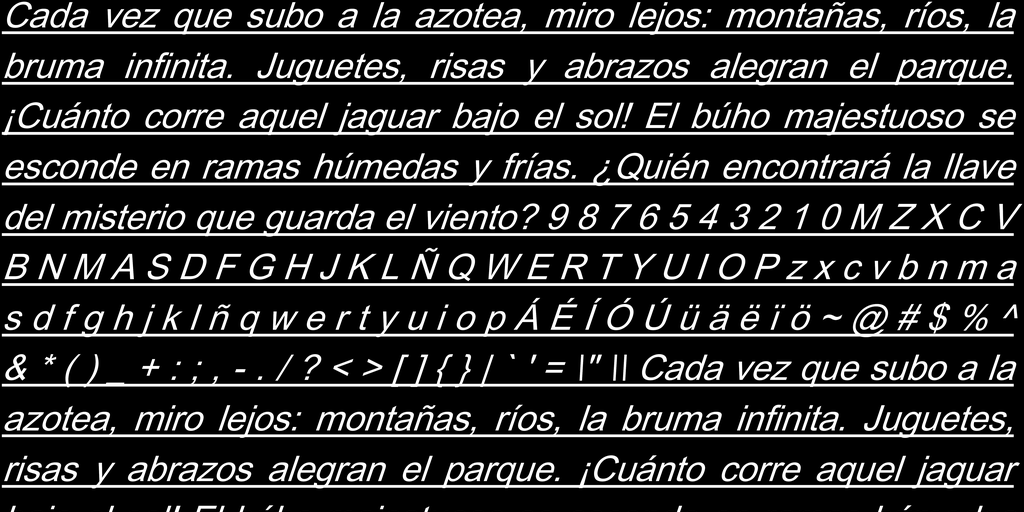 Cada vez que subo a la azotea, miro lejos: montañas, ríos, la
bruma infinita. Juguetes, risas y abrazos alegran el parque.
¡Cuánto corre aquel jaguar bajo el sol! El búho majestuoso se
esconde en ramas húmedas y frías. ¿Quién encontrará la llave
del misterio que guarda el viento? 9 8 7 6 5 4 3 2 1 0 M Z X C V
B N M A S D F G H J K L Ñ Q W E R T Y U I O P z x c v b n m a
s d f g h j k l ñ q w e r t y u i o p Á É Í Ó Ú ü ä ë ï ö ~ @ # $ % ^
& * ( ) _ + : ; , - . / ? < > [ ] { } | ` ' = \" \\ Cada vez que subo a la
azotea, miro lejos: montañas, ríos, la bruma infinita. Juguetes,
risas y abrazos alegran el parque. ¡Cuánto corre aquel jaguar